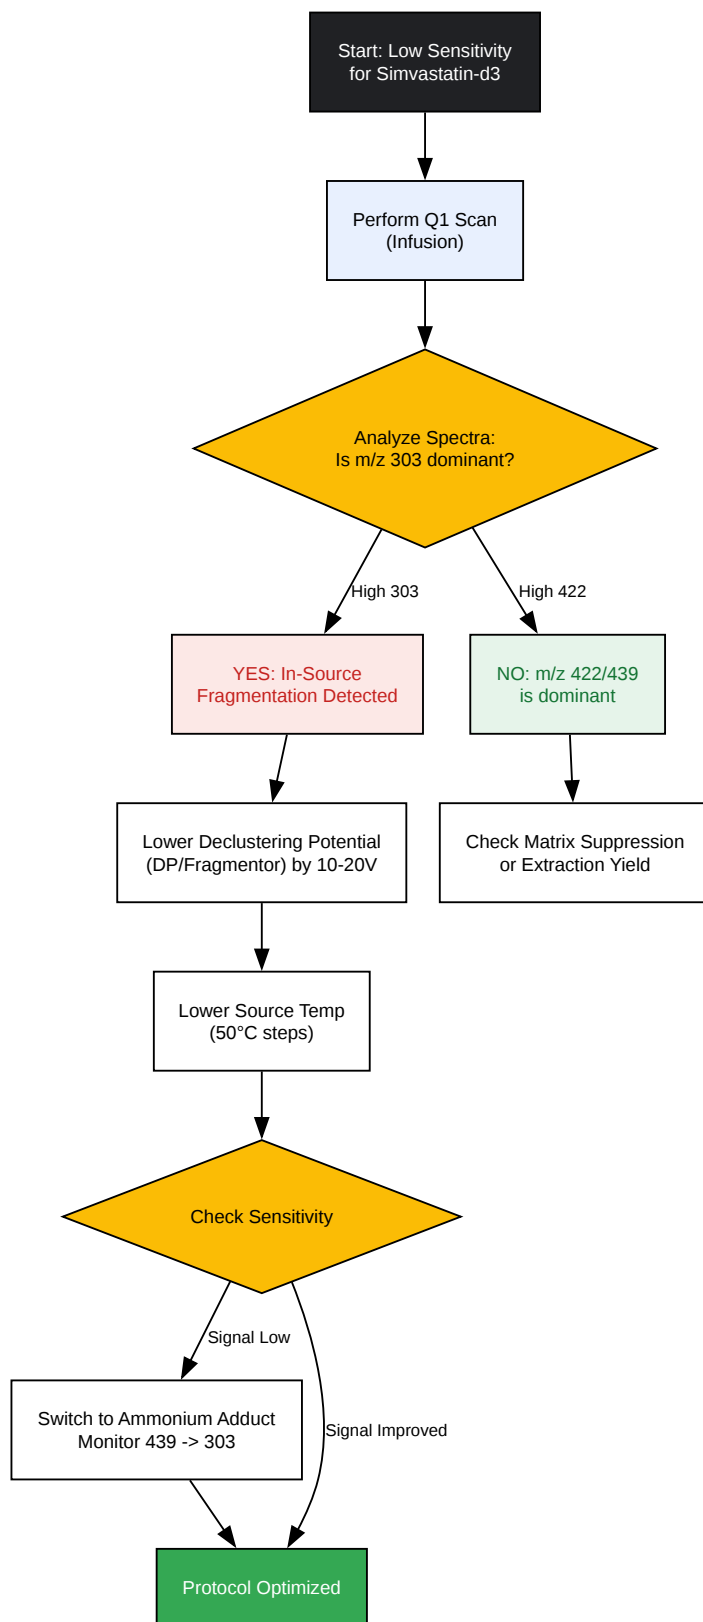 Start: Low Sensitivity
for Simvastatin-d3
Perform Q1 Scan
(Infusion)
Analyze Spectra:
Is m/z 303 dominant?
High 303
High 422
YES: In-Source
Fragmentation Detected
NO: m/z 422/439
is dominant
Lower Declustering Potential
(DP/Fragmentor) by 10-20V
Check Matrix Suppression
or Extraction Yield
Lower Source Temp
(50°C steps)
Check Sensitivity
Signal Low
Switch to Ammonium Adduct
Monitor 439 -> 303
Signal Improved
Protocol Optimized